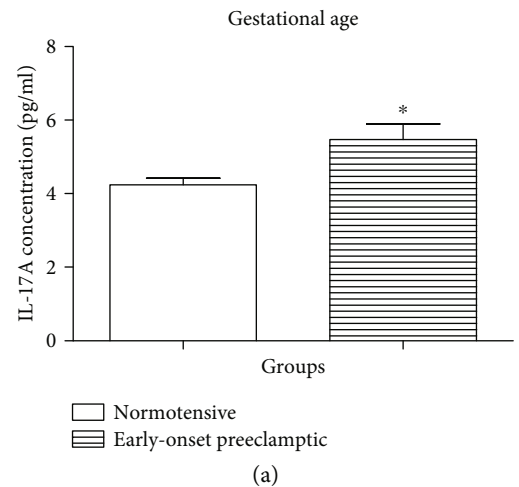 Gestational age
IL-17A concentration (pg/ml)
8
6
4
2
0
*
Groups
Normotensive
Early-onset preeclamptic
(a)